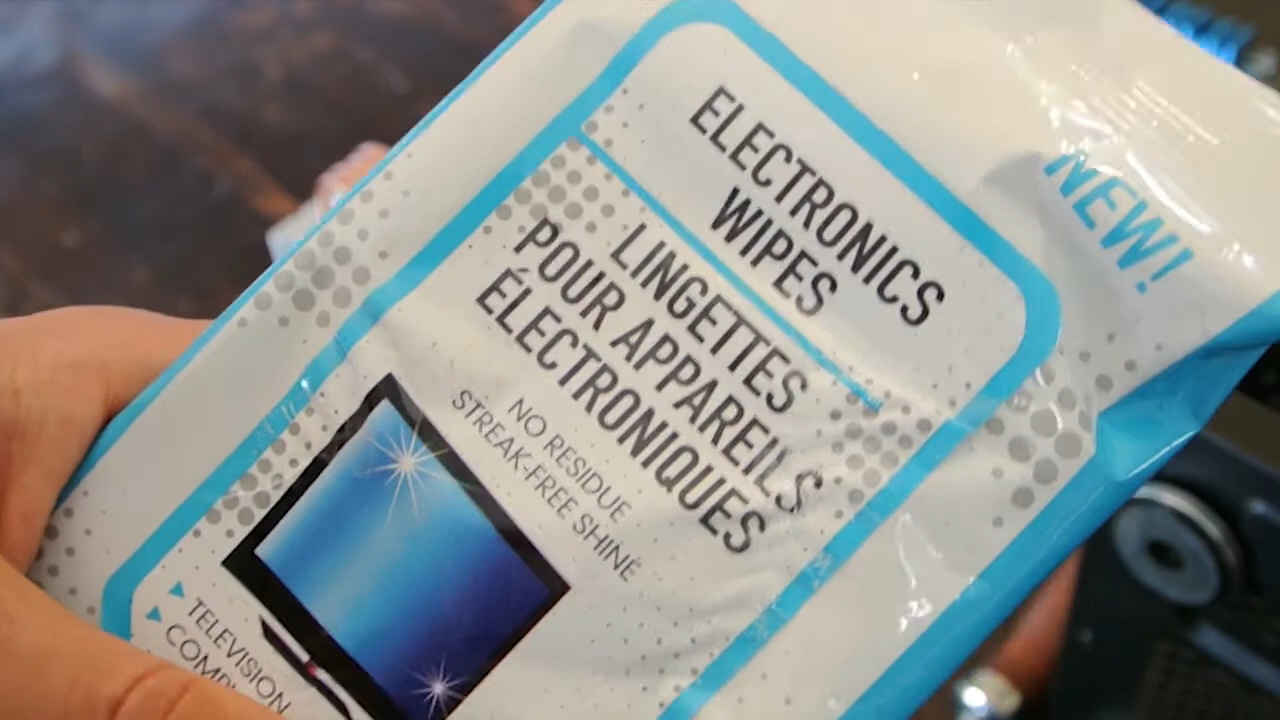 NEW!
ELECTRONICS
WIPES
LINGETTES
POUR APPAREILS
ÉLECTRONIQUES
NO RESIDUE
STREAK-FREE SHINE
TELEVISION